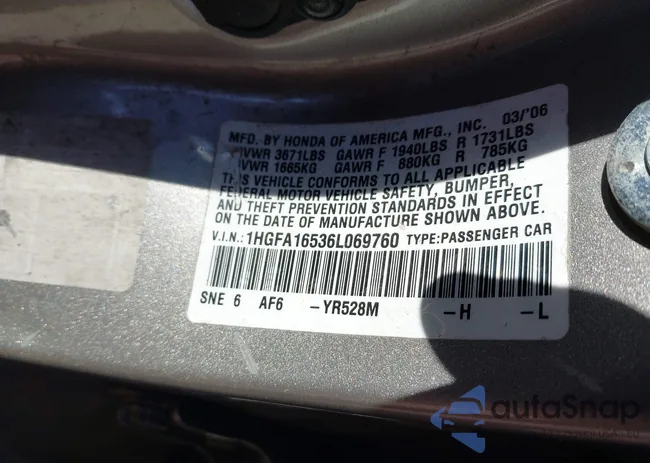 MFD. BY HONDA OF AMERICA MFG., INC. 03/'06
GVWR 3671LBS GAWR F 1940LBS R 1731LBS
GVWR 1665KG GAWR F 880KG R 785KG
THIS VEHICLE CONFORMS TO ALL APPLICABLE
FEDERAL MOTOR VEHICLE SAFETY, BUMPER,
AND THEFT PREVENTION STANDARDS IN EFFECT
ON THE DATE OF MANUFACTURE SHOWN ABOVE.
V.I.N.: 1HGFA16536L069760 TYPE:PASSENGER CAR
SNE 6 AF6 -YR528M -H -L
autaSnap